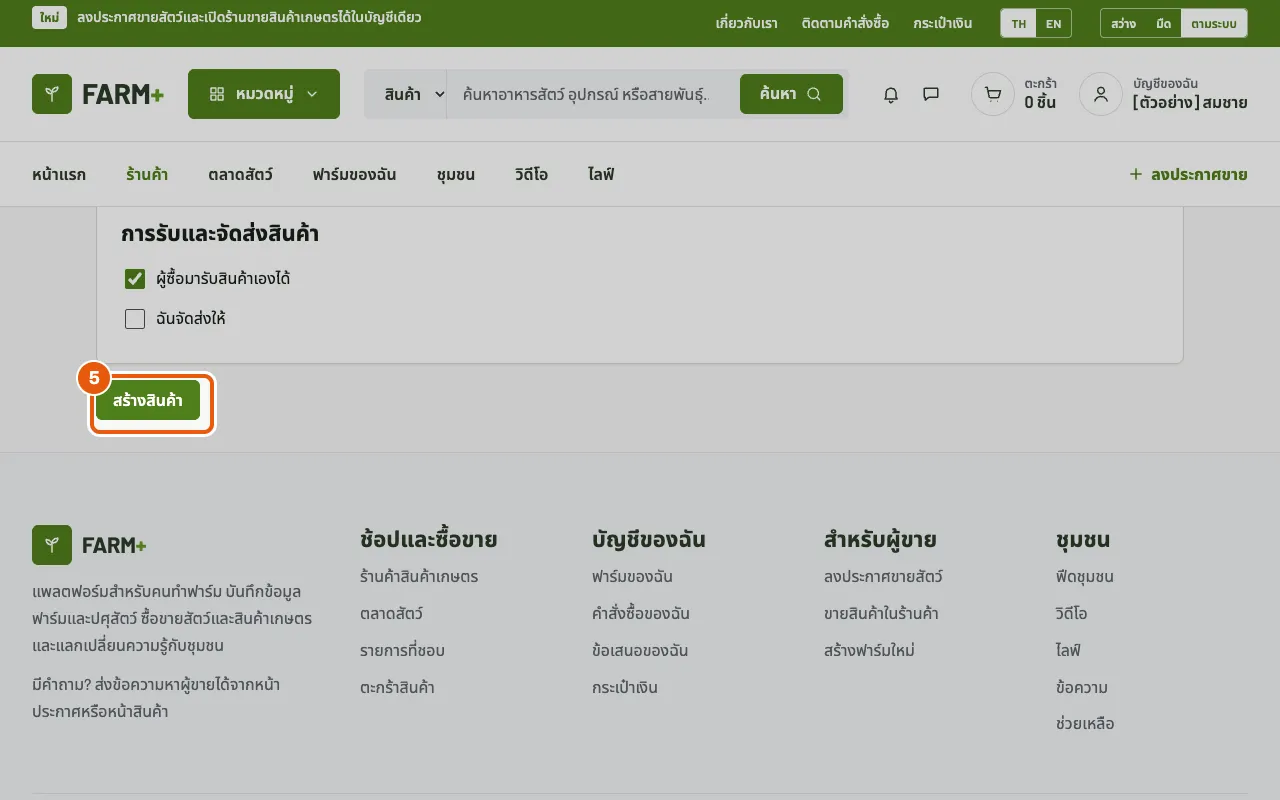 ใหม่ ลงประกาศขายสัตว์และเปิดร้านขายสินค้าเกษตรได้ในบัญชีเดียว
เกี่ยวกับเรา ติดตามคำสั่งซื้อ กระเป๋าเงิน TH EN สว่าง มืด ตามระบบ
FARM+
หมวดหมู่
สินค้า ค้นหาอาหารสัตว์ อุปกรณ์ หรือสายพันธุ์.. ค้นหา
ตะกร้า
0 ชิ้น
บัญชีของฉัน
[ตัวอย่าง] สมชาย
หน้าแรก ร้านค้า ตลาดสัตว์ ฟาร์มของฉัน ชุมชน วิดีโอ ไลฟ์ + ลงประกาศขาย
การรับและจัดส่งสินค้า
ผู้ซื้อมารับสินค้าเองได้
ฉันจัดส่งให้
5
สร้างสินค้า
FARM+
แพลตฟอร์มสำหรับคนทำฟาร์ม บันทึกข้อมูล
ฟาร์มและปศุสัตว์ ซื้อขายสัตว์และสินค้าเกษตร
และแลกเปลี่ยนความรู้กับชุมชน
มีคำถาม? ส่งข้อความหาผู้ขายได้จากหน้า
ประกาศหรือหน้าสินค้า
ช้อปและซื้อขาย
ร้านค้าสินค้าเกษตร
ตลาดสัตว์
รายการที่ชอบ
ตะกร้าสินค้า
บัญชีของฉัน
ฟาร์มของฉัน
คำสั่งซื้อของฉัน
ข้อเสนอของฉัน
กระเป๋าเงิน
สำหรับผู้ขาย
ลงประกาศขายสัตว์
ขายสินค้าในร้านค้า
สร้างฟาร์มใหม่
ชุมชน
ฟีดชุมชน
วิดีโอ
ไลฟ์
ข้อความ
ช่วยเหลือ